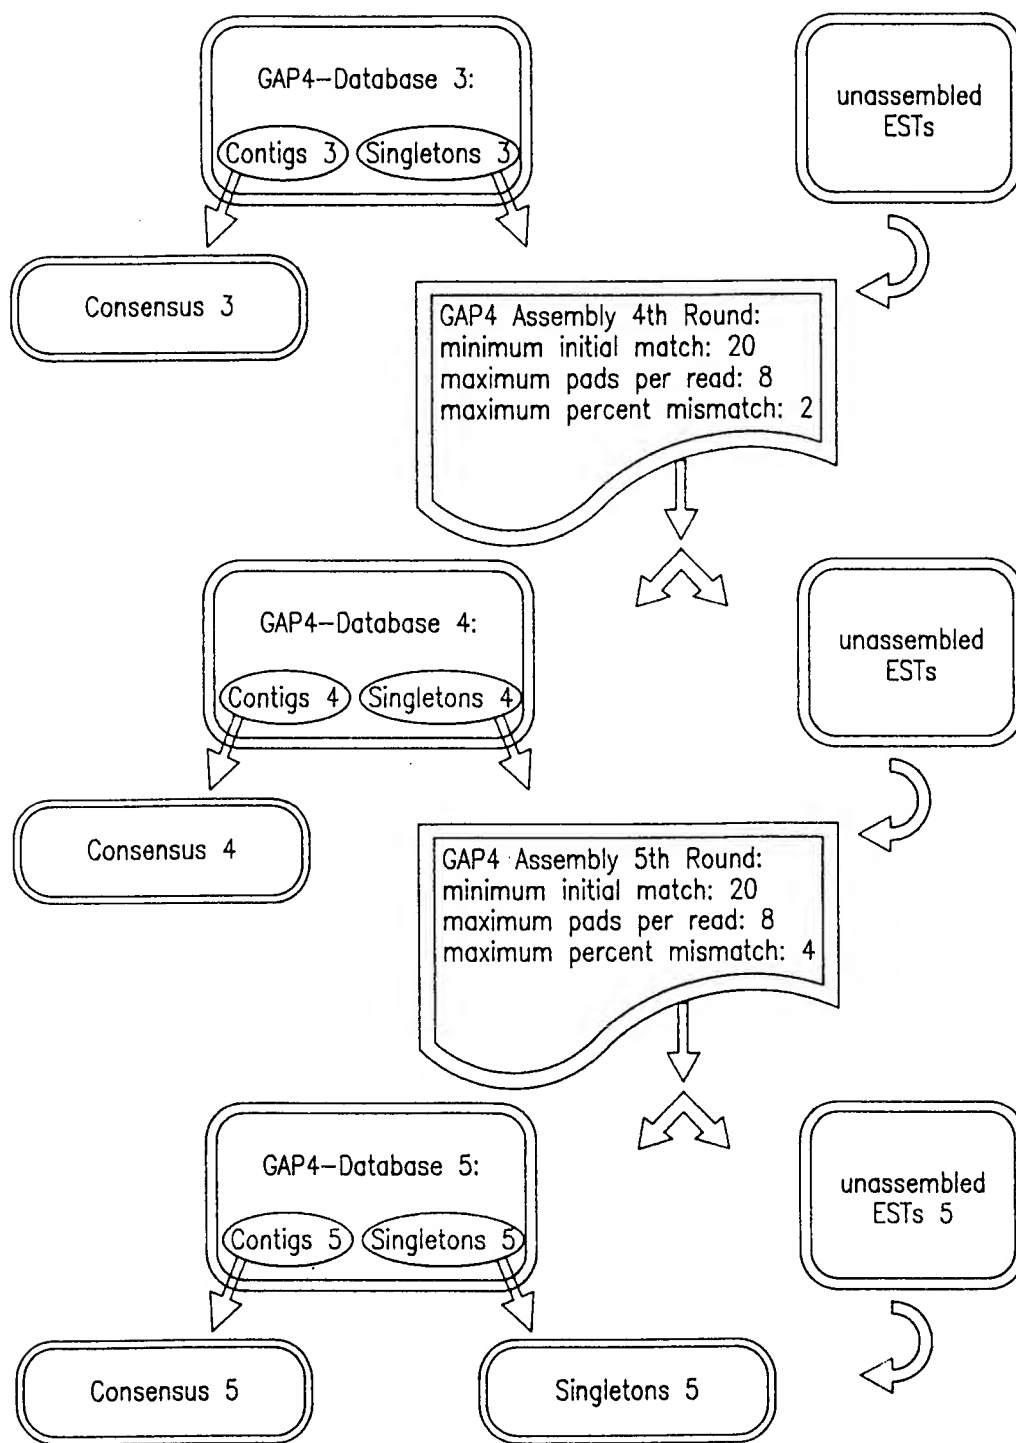 GAP4-Database 3:
Contigs 3 Singletons 3
unassembled
ESTs
Consensus 3
GAP4 Assembly 4th Round:
minimum initial match: 20
maximum pads per read: 8
maximum percent mismatch: 2
GAP4-Database 4:
Contigs 4 Singletons 4
unassembled
ESTs
Consensus 4
GAP4 Assembly 5th Round:
minimum initial match: 20
maximum pads per read: 8
maximum percent mismatch: 4
GAP4-Database 5:
Contigs 5 Singletons 5
unassembled
ESTs 5
Consensus 5
Singletons 5